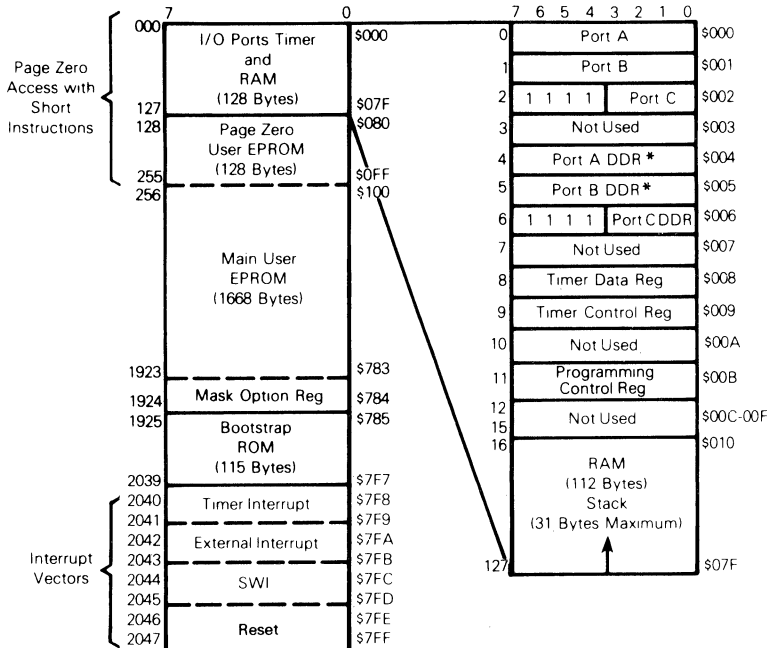 7 0
000
I/O Ports Timer
and
RAM
(128 Bytes)
$000
127
$07F
128
$080
Page Zero
User EPROM
(128 Bytes)
255
$0FF
256
$100
Page Zero
Access with
Short
Instructions
Main User
EPROM
(1668 Bytes)
1923
$783
1924
Mask Option Reg
$784
1925
$785
Bootstrap
ROM
(115 Bytes)
2039
$7F7
2040
Timer Interrupt
$7F8
2041
$7F9
2042
External Interrupt
$7FA
2043
$7FB
2044
SWI
$7FC
2045
$7FD
2046
Reset
$7FE
2047
$7FF
Interrupt
Vectors
7 6 5 4 3 2 1 0
0 Port A $000
1 Port B $001
2 1 1 1 1 Port C $002
3 Not Used $003
4 Port A DDR* $004
5 Port B DDR* $005
6 1 1 1 1 Port C DDR $006
7 Not Used $007
8 Timer Data Reg $008
9 Timer Control Reg $009
10 Not Used $00A
11 Programming
Control Reg $00B
12
Not Used $00C-00F
15
16 $010
RAM
(112 Bytes)
Stack
(31 Bytes Maximum)
127 $07F